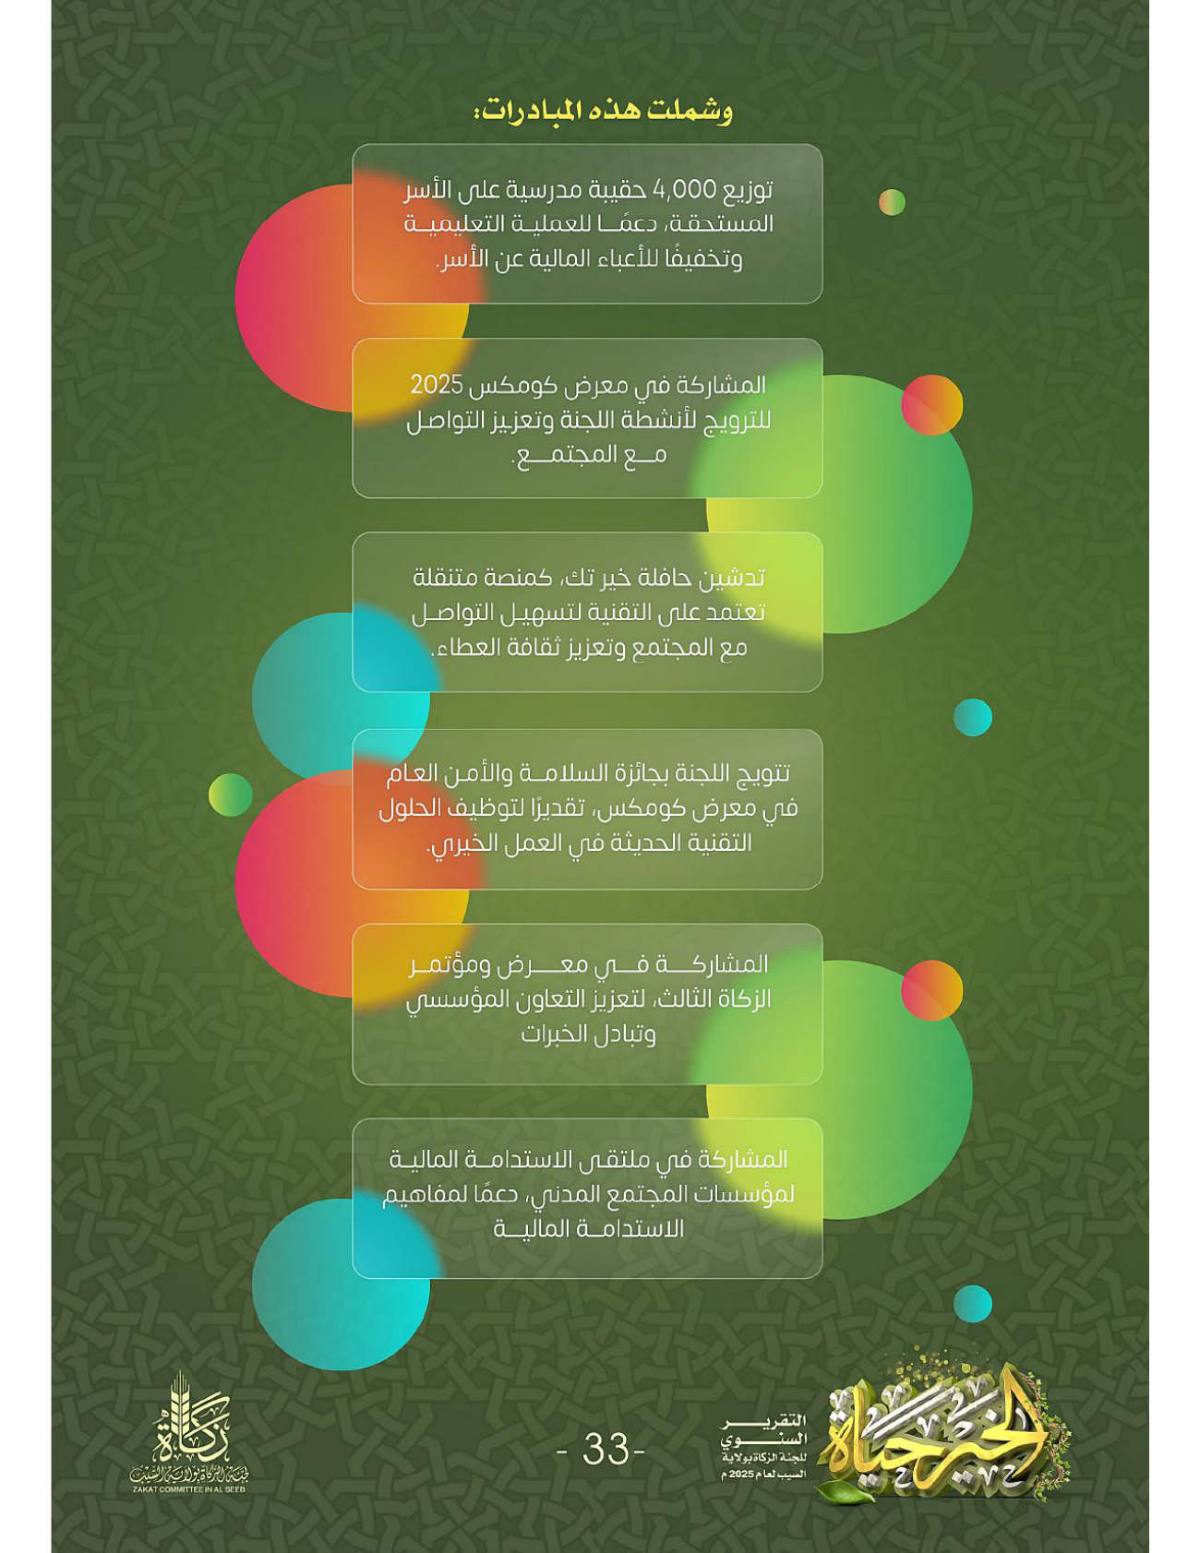 وشملت هذه المبادرات:
توزيع 4,000 حقيبة مدرسية على الأسر
المستحقة، دعمًا للعملية التعليمية
وتخفيفًا للأعباء المالية عن الأسر.
المشاركة في معرض كومكس 2025
للترويج لأنشطة اللجنة وتعزيز التواصل
مع المجتمع.
تدشين حافلة خير تك، كمنصة متنقلة
تعتمد على التقنية لتسهيل التواصل
مع المجتمع وتعزيز ثقافة العطاء.
تتويج اللجنة بجائزة السلامة والأمن العام
في معرض كومكس، تقديرًا لتوظيف الحلول
التقنية الحديثة في العمل الخيري.
المشاركة في معرض ومؤتمر
الزكاة الثالث، لتعزيز التعاون المؤسسي
وتبادل الخبرات
المشاركة في ملتقى الاستدامة المالية
لمؤسسات المجتمع المدني، دعمًا لمفاهيم
الاستدامة المالية
الخير حياة
التقرير
السنوي
للجنة الزكاة بولاية
السيب لعام 2025 م
- 33-
زكاة
لجنة الزكاة بولاية السيب
ZAKAT COMMITTEE IN AL SEEB